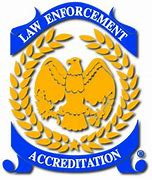 LAW ENFORCEMENT
ACCREDITATION
®